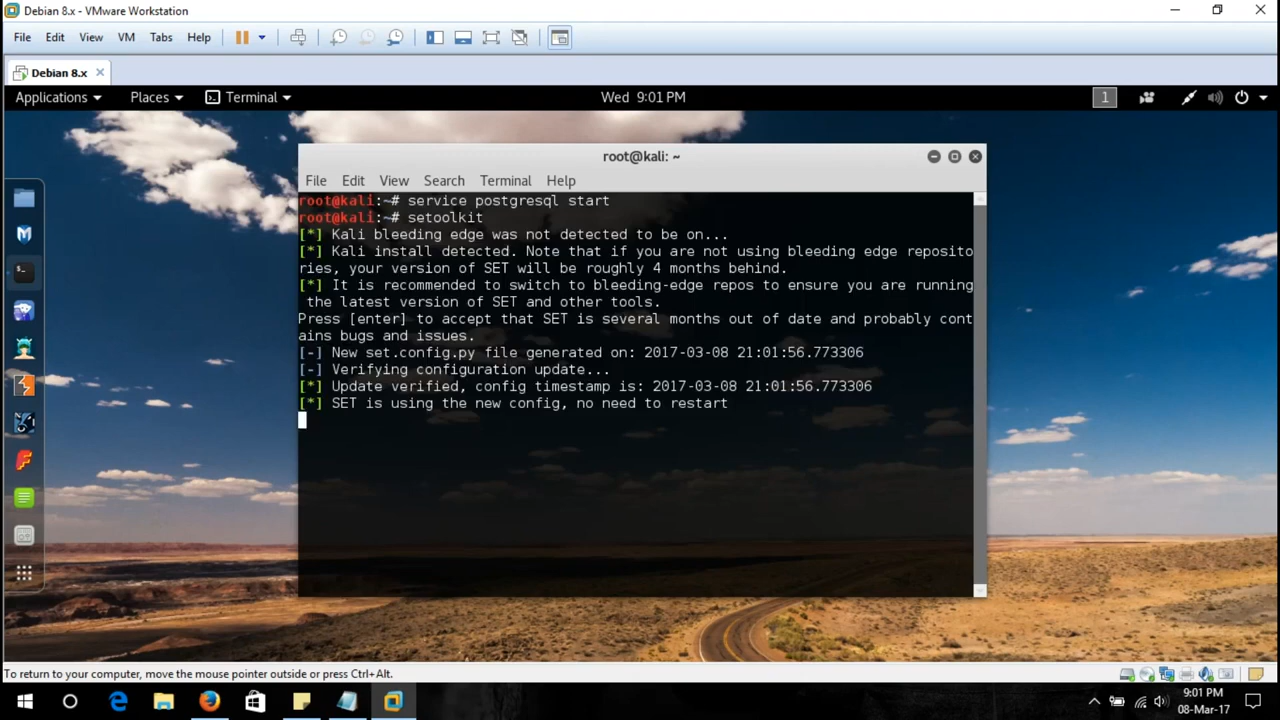 Debian 8.x - VMware Workstation
File Edit View VM Tabs Help
Debian 8.x
Applications Places Terminal Wed 9:01 PM 1
root@kali: ~
File Edit View Search Terminal Help
root@kali:~# service postgresql start
root@kali:~# setoolkit
[*] Kali bleeding edge was not detected to be on...
[*] Kali install detected. Note that if you are not using bleeding edge reposito
ries, your version of SET will be roughly 4 months behind.
[*] It is recommended to switch to bleeding-edge repos to ensure you are running
the latest version of SET and other tools.
Press [enter] to accept that SET is several months out of date and probably cont
ains bugs and issues.
[-] New set.config.py file generated on: 2017-03-08 21:01:56.773306
[-] Verifying configuration update...
[*] Update verified, config timestamp is: 2017-03-08 21:01:56.773306
[*] SET is using the new config, no need to restart
To return to your computer, move the mouse pointer outside or press Ctrl+Alt.
9:01 PM
08-Mar-17